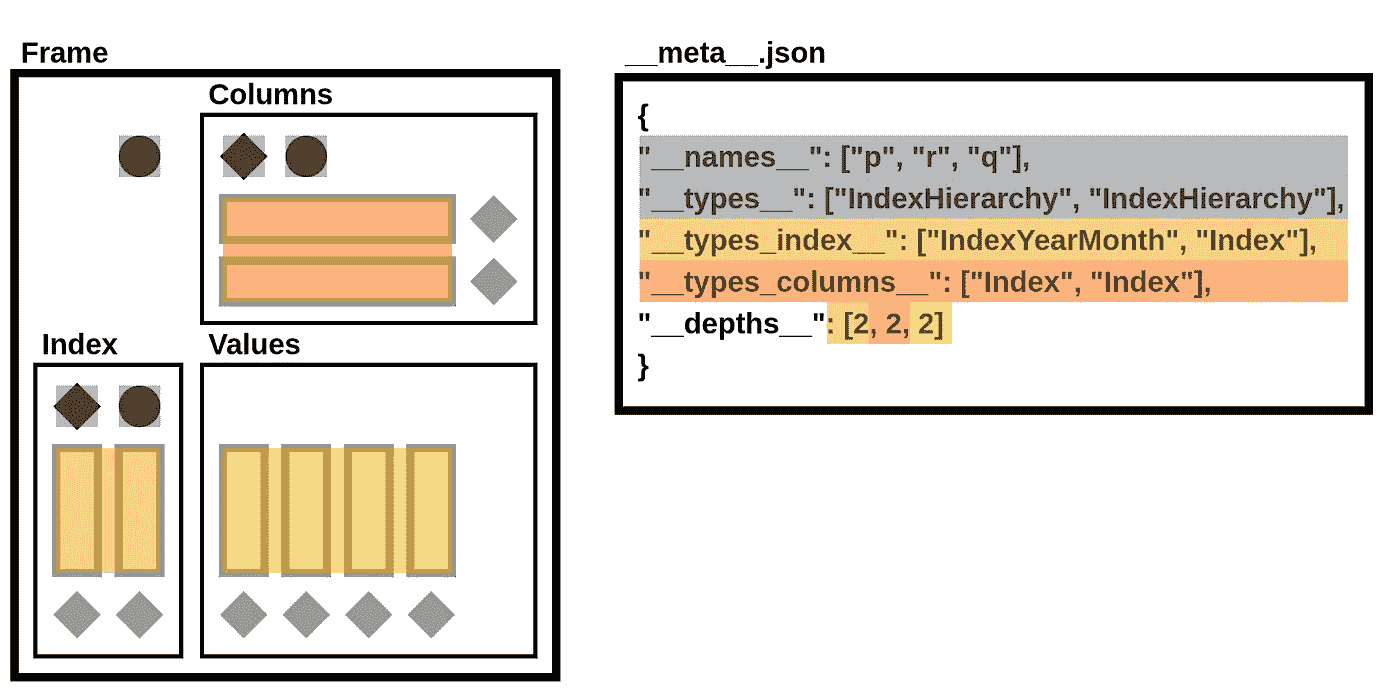 Frame
Columns
Index
Values
__meta__.json
{
"__names__": ["p", "r", "q"],
"__types__": ["IndexHierarchy", "IndexHierarchy"],
"__types_index__": ["IndexYearMonth", "Index"],
"__types_columns__": ["Index", "Index"],
"__depths__": [2, 2, 2]
}